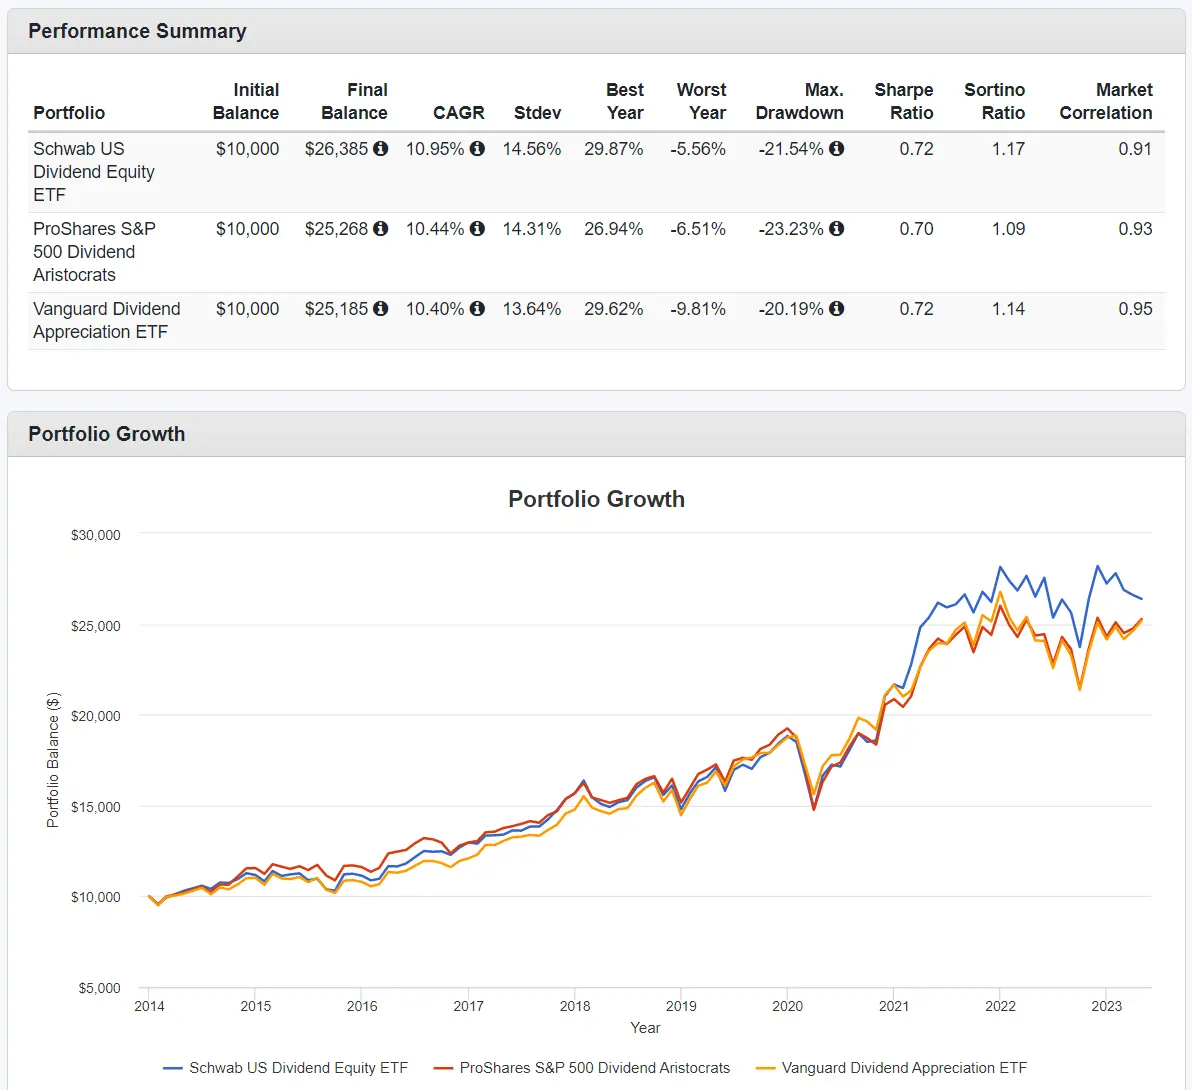 Performance Summary
Initial Final Best Worst Max. Sharpe Sortino Market
Portfolio Balance Balance CAGR Stdev Year Year Drawdown Ratio Ratio Correlation
Schwab US $10,000 $26,385 10.95% 14.56% 29.87% -5.56% -21.54% 0.72 1.17 0.91
Dividend Equity
ETF
ProShares S&P $10,000 $25,268 10.44% 14.31% 26.94% -6.51% -23.23% 0.70 1.09 0.93
500 Dividend
Aristocrats
Vanguard Dividend $10,000 $25,185 10.40% 13.64% 29.62% -9.81% -20.19% 0.72 1.14 0.95
Appreciation ETF
Portfolio Growth
Portfolio Growth
$30,000
$25,000
$20,000
$15,000
$10,000
$5,000
Portfolio Balance ($)
2014 2015 2016 2017 2018 2019 2020 2021 2022 2023
Year
Schwab US Dividend Equity ETF ProShares S&P 500 Dividend Aristocrats Vanguard Dividend Appreciation ETF